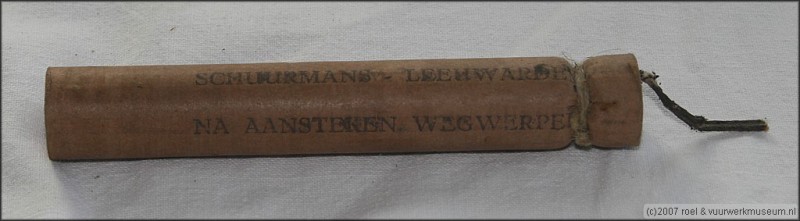 SCHUURMANS - LEEUWARDE
NA AANSTEKEN. WEGWERPE
(c)2007 roel & vuurwerkmuseum.nl